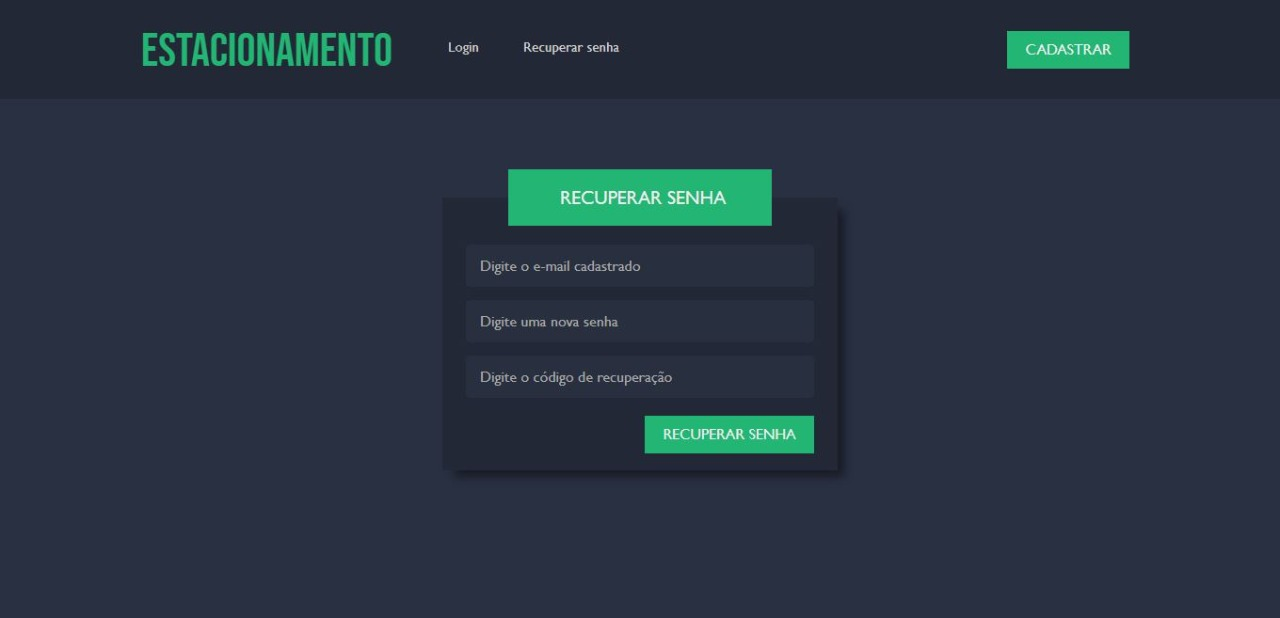 ESTACIONAMENTO
Login
Recuperar senha
CADASTRAR
RECUPERAR SENHA
Digite o e-mail cadastrado
Digite uma nova senha
Digite o código de recuperação
RECUPERAR SENHA